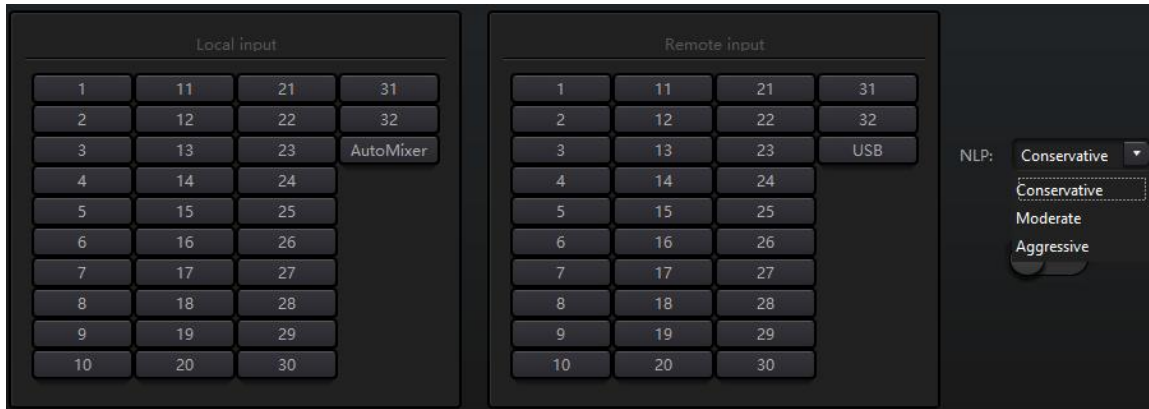 Local input
1 11 21 31
2 12 22 32
3 13 23 AutoMixer
4 14 24
5 15 25
6 16 26
7 17 27
8 18 28
9 19 29
10 20 30
Remote input
1 11 21 31
2 12 22 32
3 13 23 USB
4 14 24
5 15 25
6 16 26
7 17 27
8 18 28
9 19 29
10 20 30
NLP: Conservative
Conservative
Moderate
Aggressive